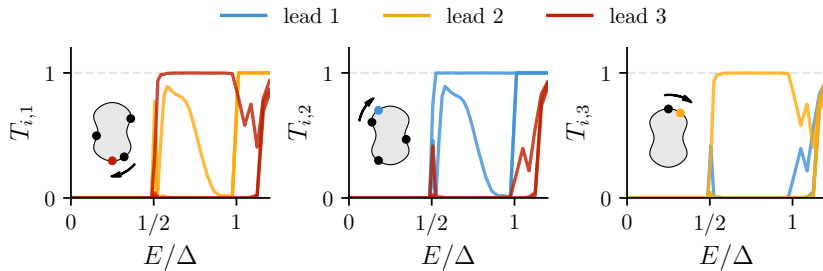 lead 1 lead 2 lead 3
T_{i,1} 1 0 0 1/2 1 E/Δ
T_{i,2} 1 0 0 1/2 1 E/Δ
T_{i,3} 1 0 0 1/2 1 E/Δ